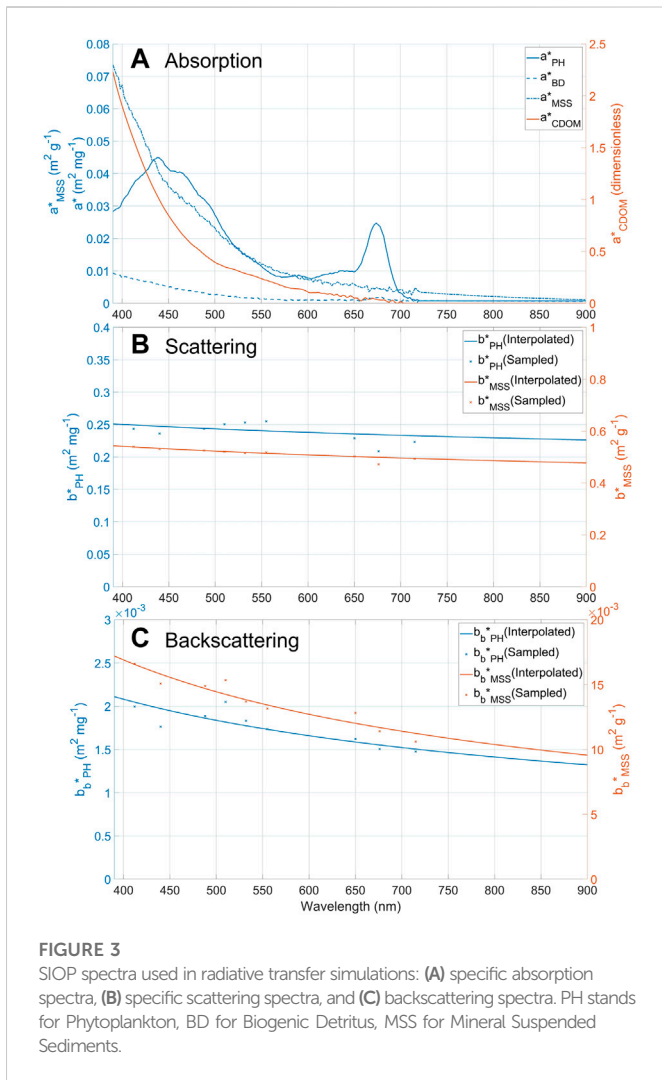 A Absorption
0.08
0.07
0.06
0.05
0.04
0.03
0.02
0.01
0
a*MSS (m² g⁻¹)
a* (m² mg⁻¹)
a*PH
a*BD
a*MSS
a*CDOM
2.5
2
1.5
1
0.5
0
a*CDOM (dimensionless)
400 450 500 550 600 650 700 750 800 850 900
B Scattering
0.4
0.35
0.3
0.25
0.2
0.15
0.1
0.05
0
b*PH (m² mg⁻¹)
b*PH(Interpolated)
b*PH(Sampled)
b*MSS(Interpolated)
b*MSS(Sampled)
1
0.8
0.6
0.4
0.2
0
b*MSS (m² g⁻¹)
400 450 500 550 600 650 700 750 800 850 900
×10⁻³
×10⁻³
C Backscattering
3
2.5
2
1.5
1
0.5
0
bb*PH (m² mg⁻¹)
bb*PH(Interpolated)
bb*PH(Sampled)
bb*MSS(Interpolated)
bb*MSS(Sampled)
20
15
10
5
0
bb*MSS (m² g⁻¹)
400 450 500 550 600 650 700 750 800 850 900
Wavelength (nm)
FIGURE 3
SIOP spectra used in radiative transfer simulations: (A) specific absorption
spectra, (B) specific scattering spectra, and (C) backscattering spectra. PH stands
for Phytoplankton, BD for Biogenic Detritus, MSS for Mineral Suspended
Sediments.